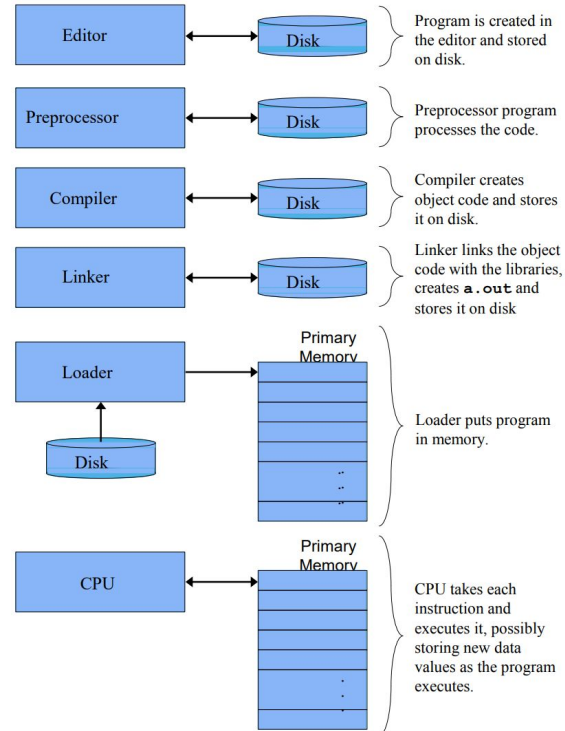 Editor
Disk
Program is created in
the editor and stored
on disk.
Preprocessor
Disk
Preprocessor program
processes the code.
Compiler
Disk
Compiler creates
object code and stores
it on disk.
Linker
Disk
Linker links the object
code with the libraries,
creates a.out and
stores it on disk
Loader
Disk
Primary
Memory
Loader puts program
in memory.
CPU
Primary
Memory
CPU takes each
instruction and
executes it, possibly
storing new data
values as the program
executes.